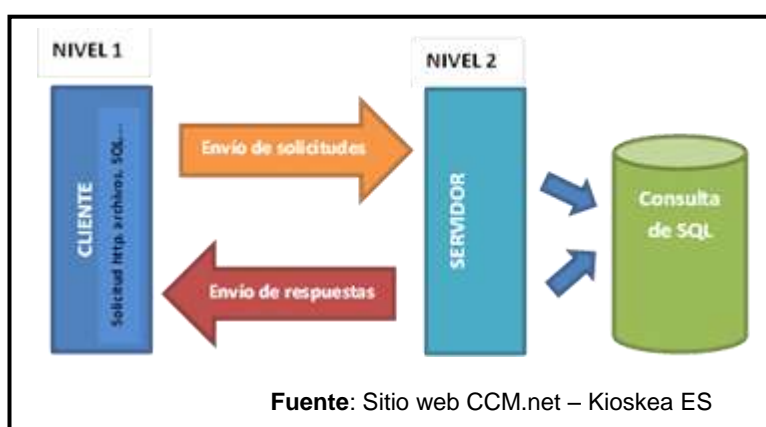 NIVEL 1
NIVEL 2
CLIENTE
Solicitud http, archivos, SQL...
Envío de solicitudes
Envío de respuestas
SERVIDOR
Consulta
de SQL
Fuente: Sitio web CCM.net – Kioskea ES